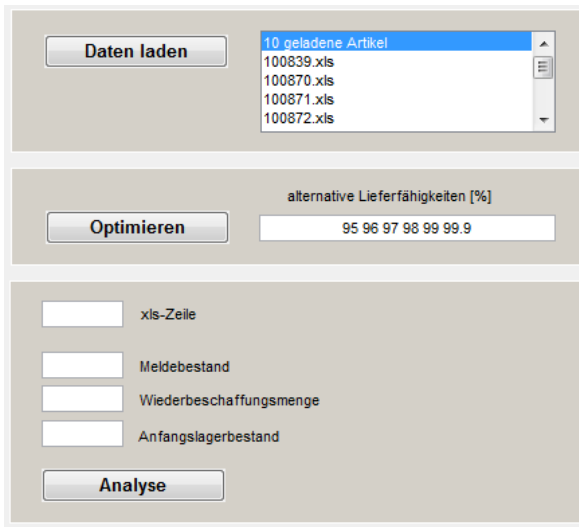 Daten laden
10 geladene Artikel
100839.xls
100870.xls
100871.xls
100872.xls
alternative Lieferfähigkeiten [%]
Optimieren
95 96 97 98 99 99.9
xls-Zeile
Meldebestand
Wiederbeschaffungsmenge
Anfangslagerbestand
Analyse